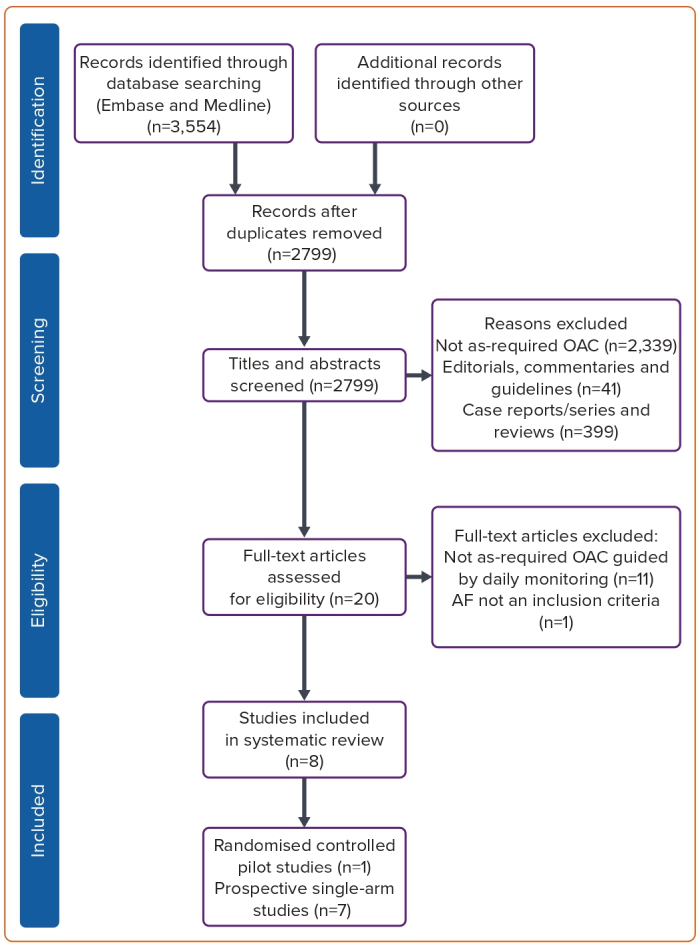 Identification
Records identified through
database searching
(Embase and Medline)
(n=3,554)
Additional records
identified through other
sources
(n=0)
Records after
duplicates removed
(n=2799)
Screening
Titles and abstracts
screened (n=2799)
Reasons excluded
Not as-required OAC (n=2,339)
Editorials, commentaries and
guidelines (n=41)
Case reports/series and
reviews (n=399)
Eligibility
Full-text articles
assessed
for eligibility (n=20)
Full-text articles excluded:
Not as-required OAC guided
by daily monitoring (n=11)
AF not an inclusion criteria
(n=1)
Included
Studies included
in systematic review
(n=8)
Randomised controlled
pilot studies (n=1)
Prospective single-arm
studies (n=7)